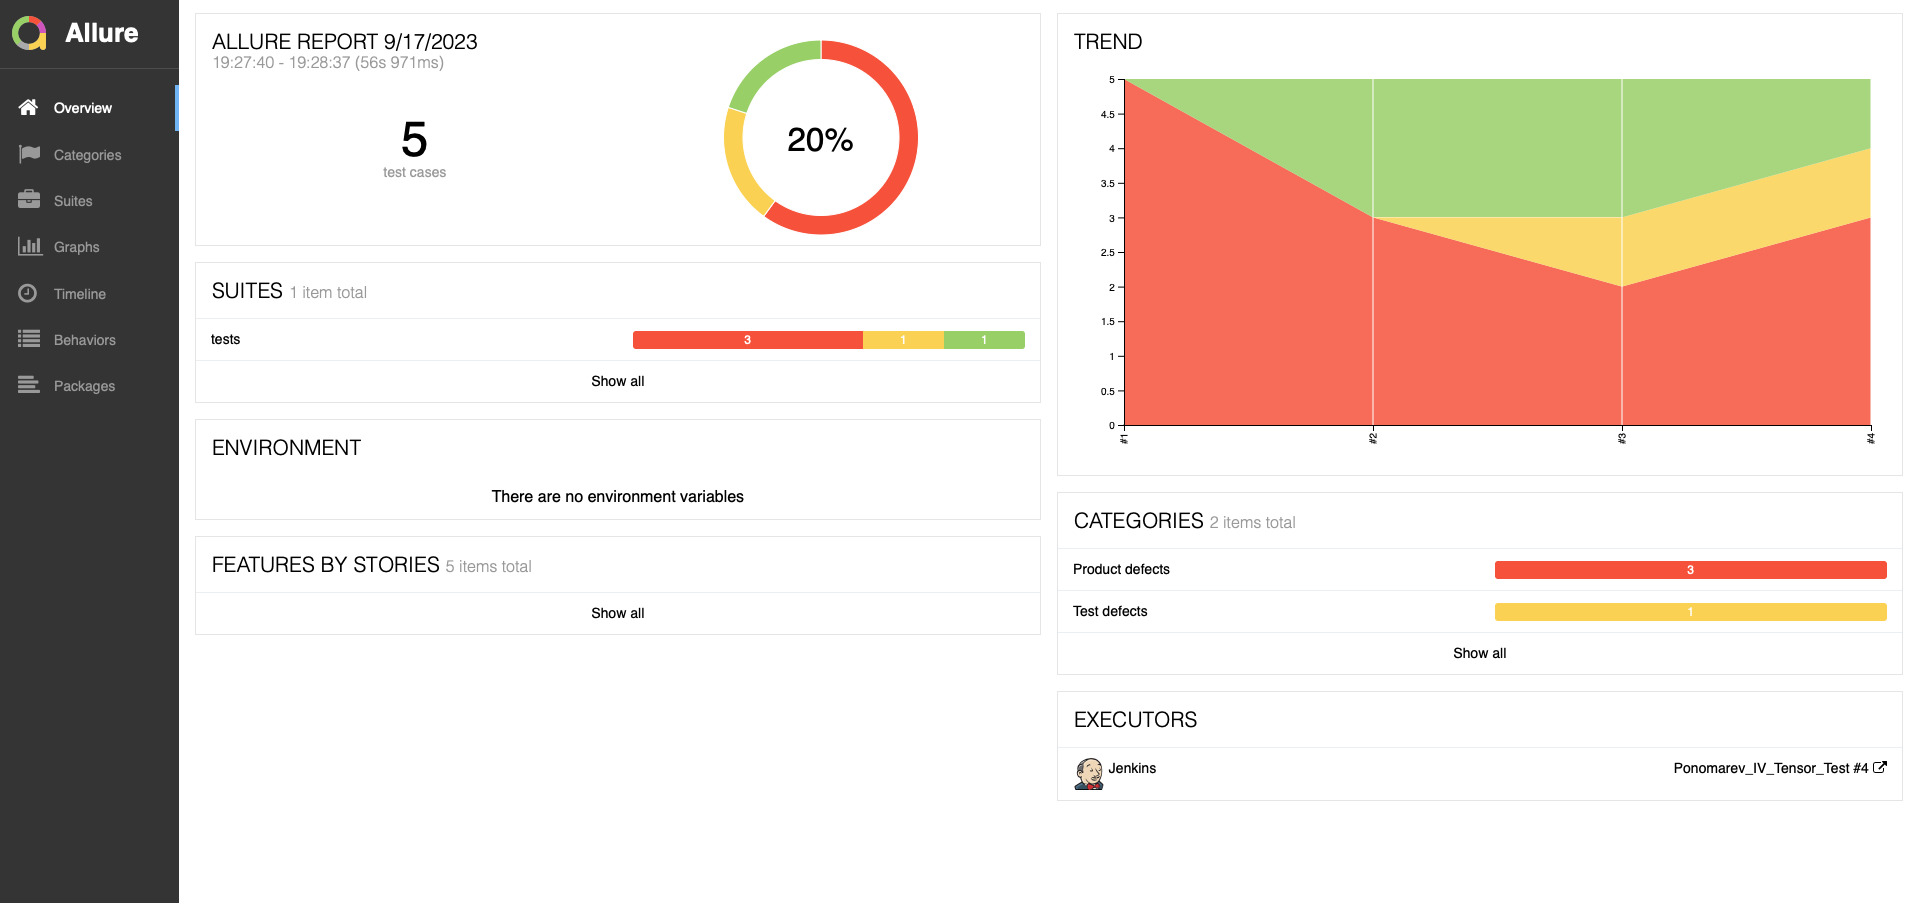 Allure
Overview
Categories
Suites
Graphs
Timeline
Behaviors
Packages
ALLURE REPORT 9/17/2023
19:27:40 - 19:28:37 (56s 971ms)
5
test cases
20%
SUITES 1 item total
tests 3 1 1
Show all
ENVIRONMENT
There are no environment variables
FEATURES BY STORIES 5 items total
Show all
TREND
5
4.5
4
3.5
3
2.5
2
1.5
1
0.5
0
#1 #2 #3 #4
CATEGORIES 2 items total
Product defects 3
Test defects 1
Show all
EXECUTORS
Jenkins Ponomarev_IV_Tensor_Test #4